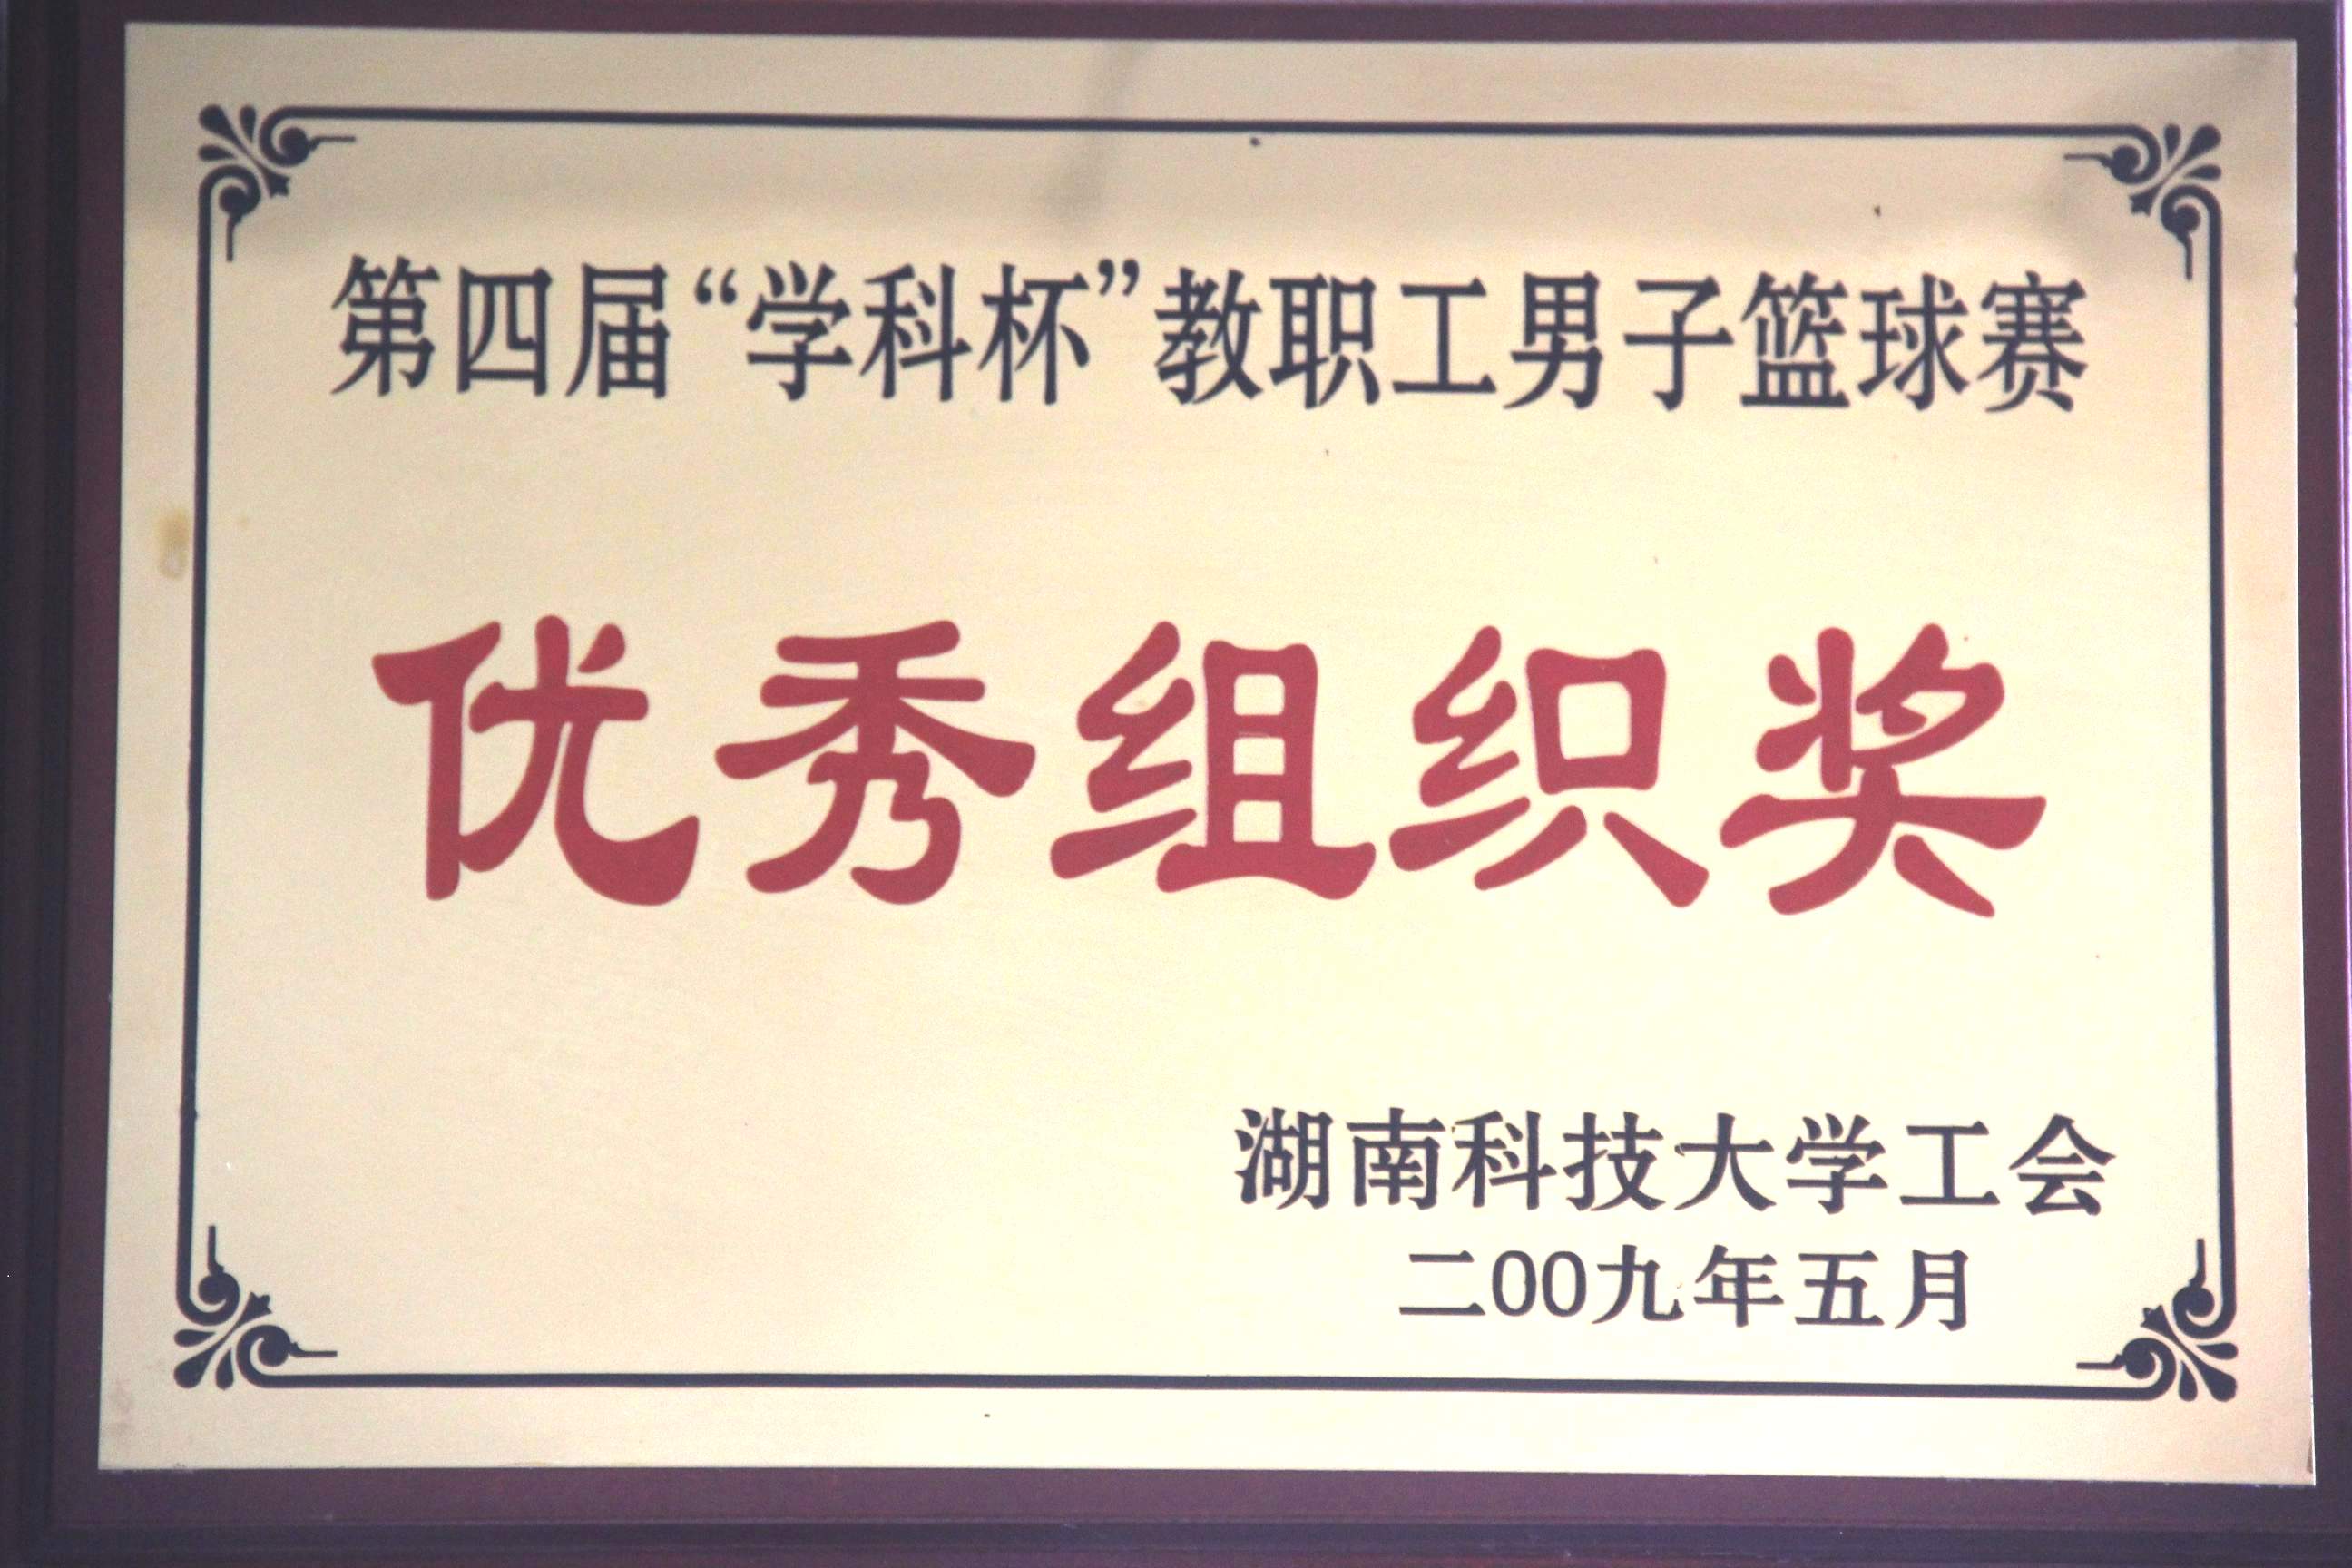 第四届“学科杯”教职工男子篮球赛
优秀组织奖
湖南科技大学工会
二00九年五月